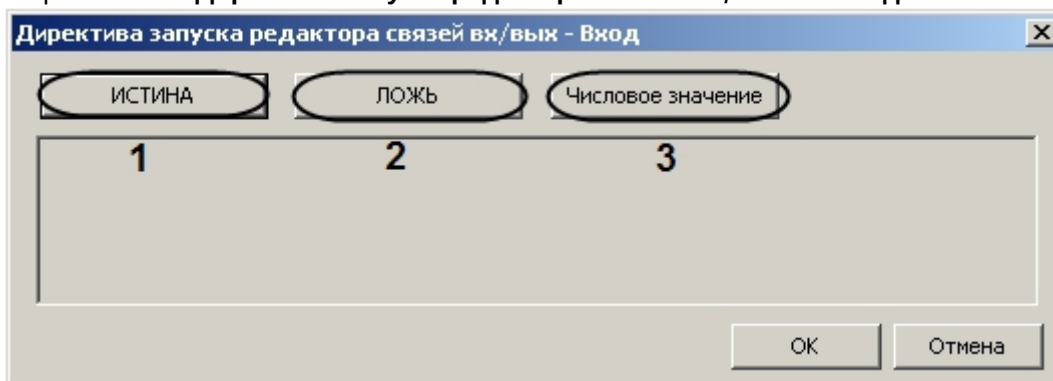 Директива запуска редактора связей вх/вых - Вход
ИСТИНА ЛОЖЬ Числовое значение
1 2 3
ОК Отмена